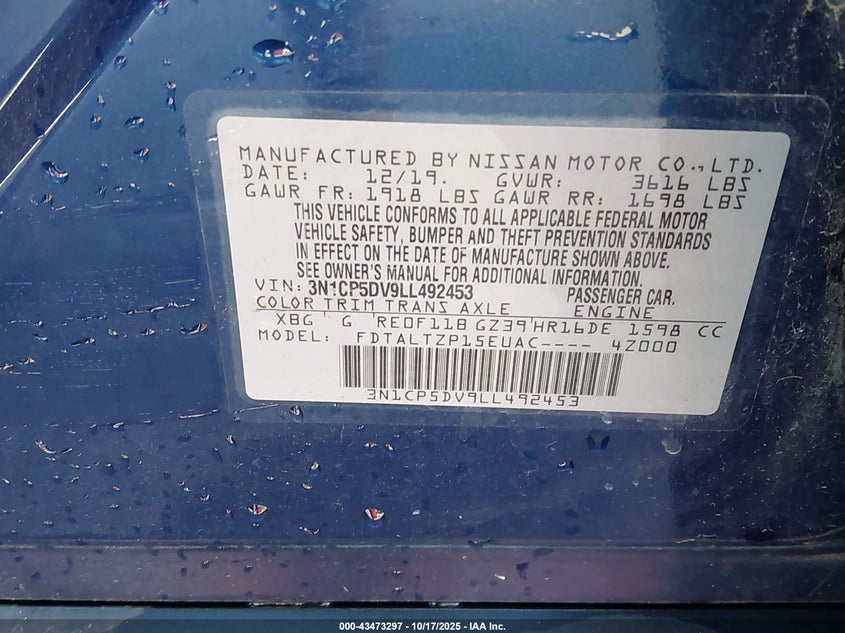 MANUFACTURED BY NISSAN MOTOR CO., LTD.
DATE: 12/19. GVWR: 3616 LBS
GAWR FR: 1918 LBS GAWR RR: 1698 LBS
THIS VEHICLE CONFORMS TO ALL APPLICABLE FEDERAL MOTOR
VEHICLE SAFETY, BUMPER AND THEFT PREVENTION STANDARDS
IN EFFECT ON THE DATE OF MANUFACTURE SHOWN ABOVE.
SEE OWNER'S MANUAL FOR ADDITIONAL INFORMATION.
VIN: 3N1CP5DV9LL492453 PASSENGER CAR.
COLOR TRIM TRANS AXLE ENGINE
XBG G RE0F11B GZ39 HR16DE 1598 CC
MODEL: FDTALTZP15EUAC---- 4Z000
3N1CP5DV9LL492453
000-43473297 - 10/17/2025 - IAA Inc.